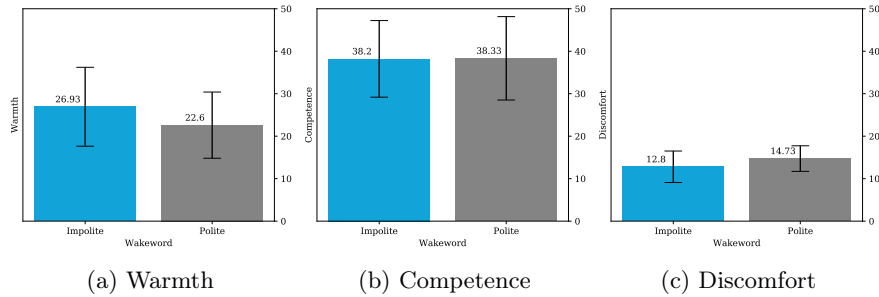 Warmth
26.93
22.6
0
10
20
30
40
50
Impolite
Polite
Wakeword
(a) Warmth
Competence
38.2
38.33
0
10
20
30
40
50
Impolite
Polite
Wakeword
(b) Competence
Discomfort
12.8
14.73
0
10
20
30
40
50
Impolite
Polite
Wakeword
(c) Discomfort